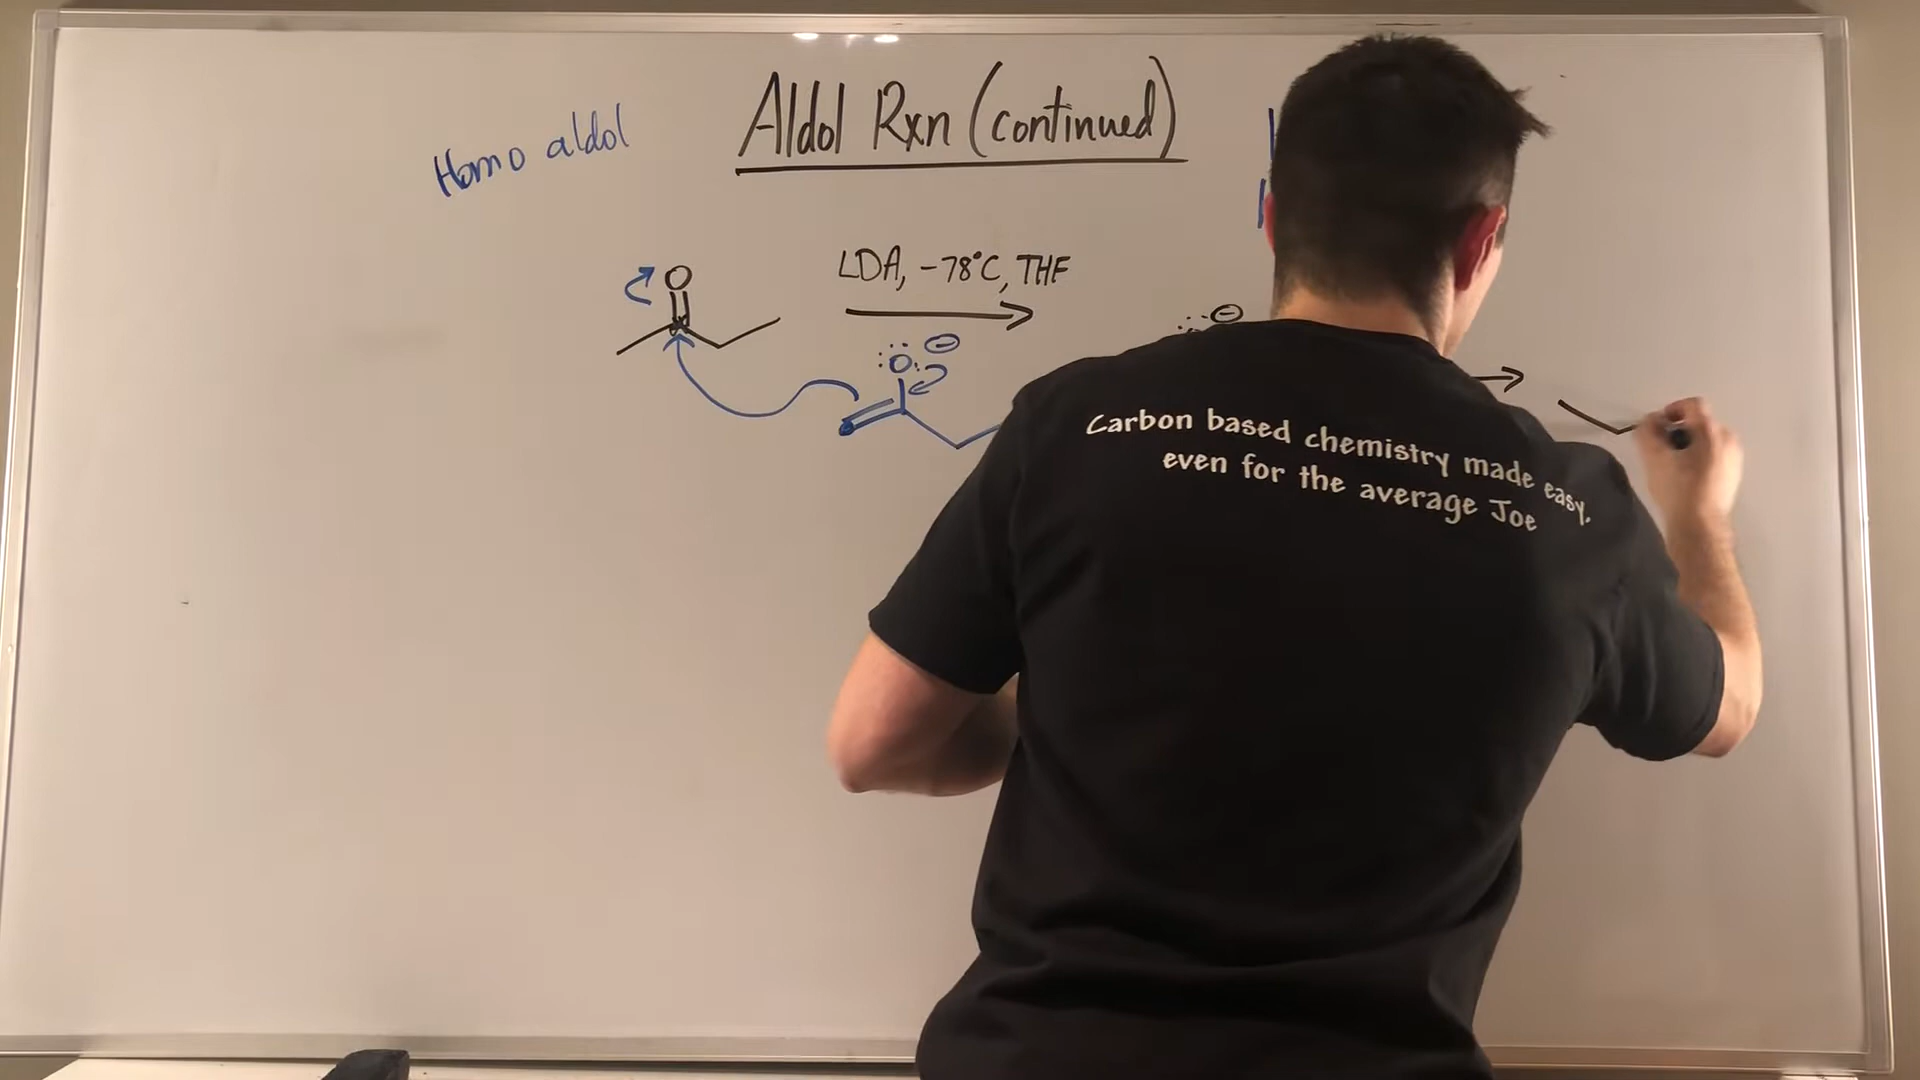 Aldol Rxn (continued)
Homo aldol
LDA, -78°C, THF
O
O
Carbon based chemistry made easy,
even for the average Joe